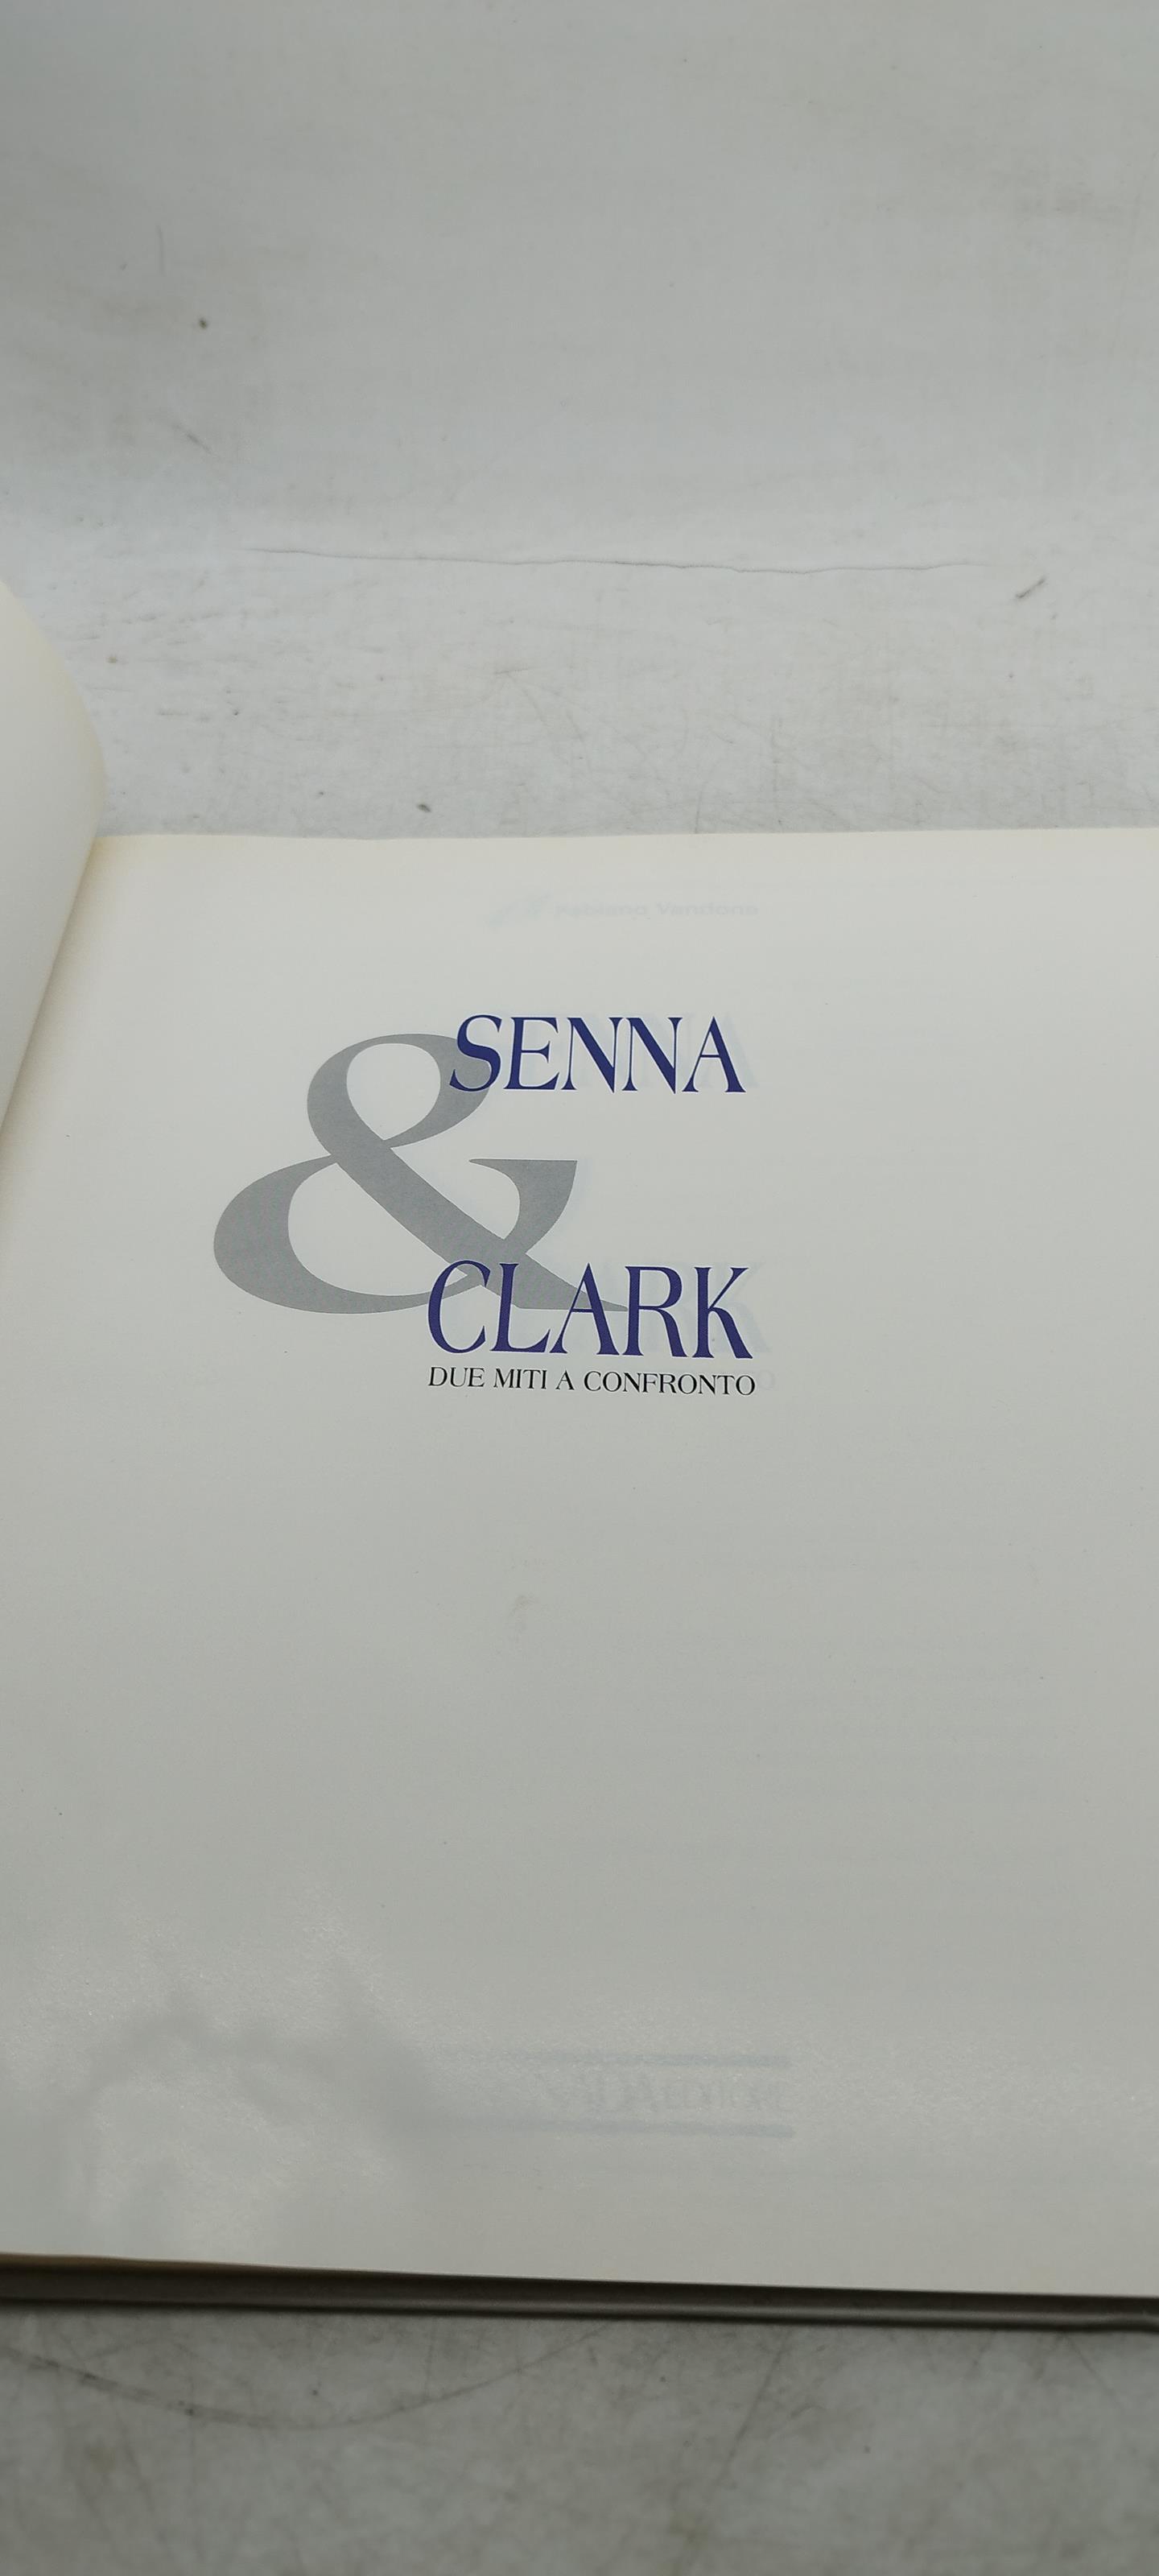 SENNA
&
CLARK
DUE MITI A CONFRONTO